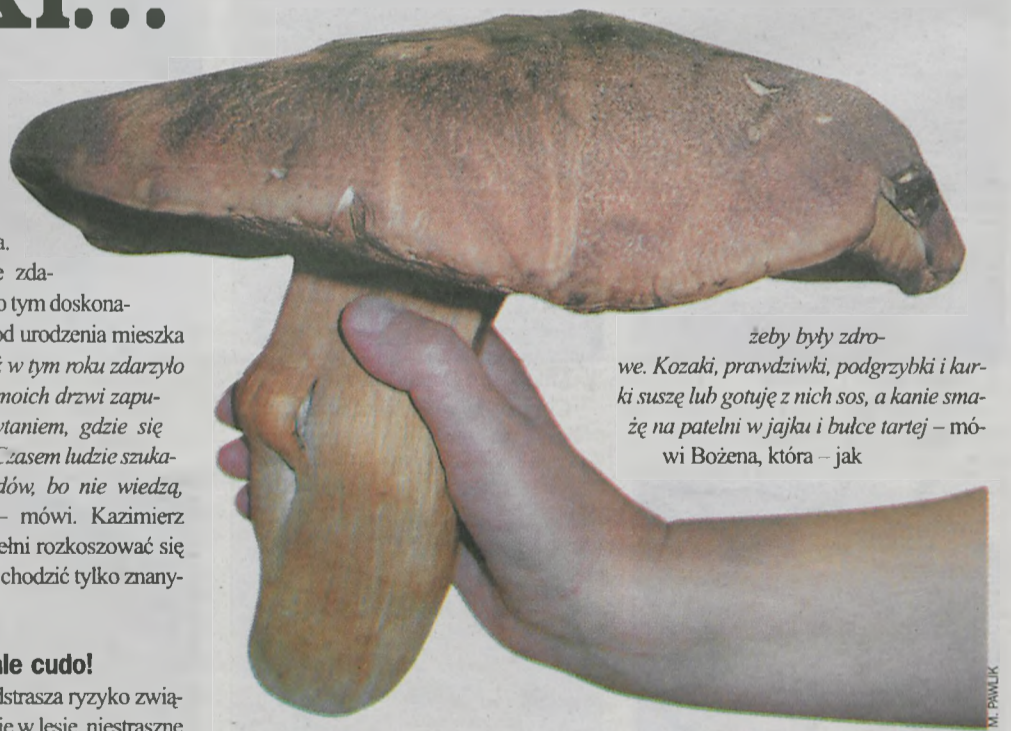 a.
e zda-
o tym doskona-
od urodzenia mieszka
w tym roku zdarzyło
moich drzwi zapu-
ytaniem, gdzie się
Czasem ludzie szuka-
dów, bo nie wiedzą,
– mówi. Kazimierz
ełni rozkoszować się
chodzić tylko znany-
ale cudo!
dstrasza ryzyko zwią-
ie w lesie, niestraszne
żeby były zdro-
we. Kozaki, prawdziwki, podgrzybki i kur-
ki suszę lub gotuję z nich sos, a kanie sma-
żę na patelni w jajku i bułce tartej – mó-
wi Bożena, która – jak
M. PAWLIK